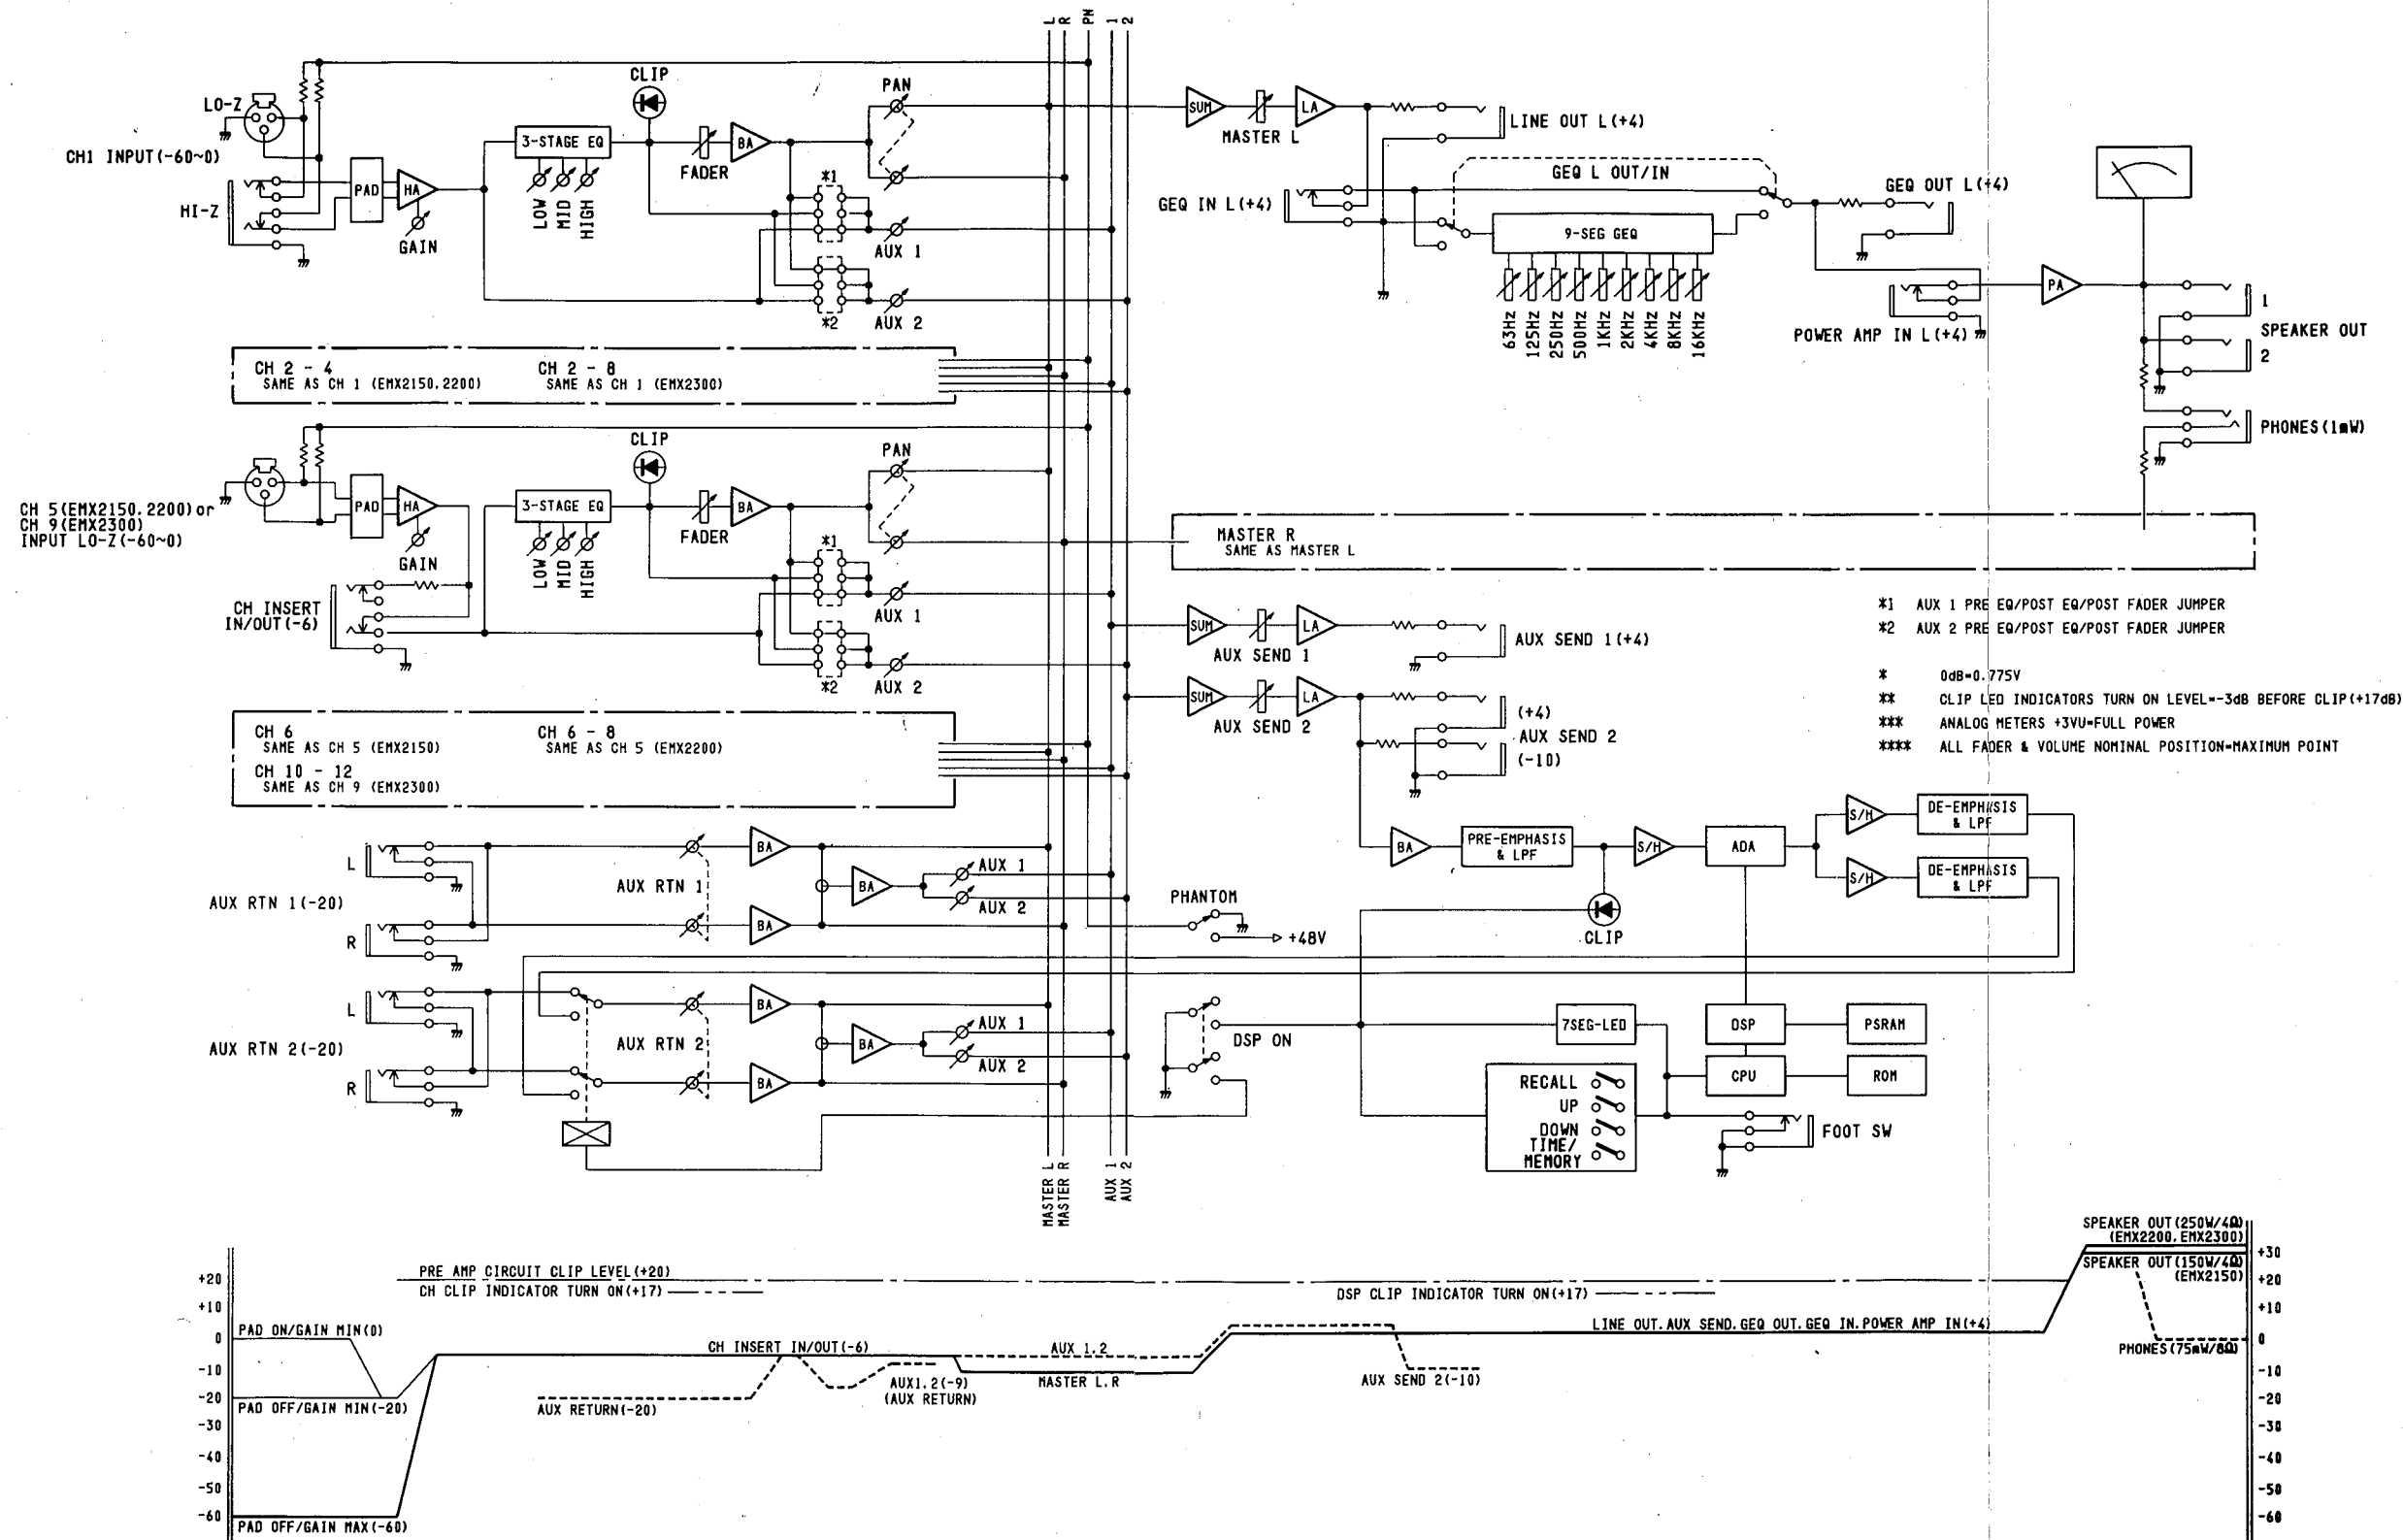 L
R
PN
1
2
CLIP
PAN
LO-Z
CH1 INPUT(-60~0)
3-STAGE EQ
BA
FADER
PAD
HA
HI-Z
GAIN
LOW
MID
HIGH
*1
AUX 1
*2
AUX 2
SUM
MASTER L
LA
LINE OUT L(+4)
GEQ L OUT/IN
GEQ IN L(+4)
9-SEG GEQ
GEQ OUT L(+4)
63Hz
125Hz
250Hz
500Hz
1KHz
2KHz
4KHz
8KHz
16KHz
POWER AMP IN L(+4)
PA
1
SPEAKER OUT
2
PHONES(1mW)
CH 2 - 4
SAME AS CH 1 (EMX2150.2200)
CH 2 - 8
SAME AS CH 1 (EMX2300)
CLIP
PAN
CH 5(EMX2150.2200)or
CH 9(EMX2300)
INPUT LO-Z(-60~0)
PAD
HA
GAIN
3-STAGE EQ
LOW
MID
HIGH
FADER
BA
*1
AUX 1
*2
AUX 2
CH INSERT
IN/OUT(-6)
MASTER R
SAME AS MASTER L
*1 AUX 1 PRE EQ/POST EQ/POST FADER JUMPER
*2 AUX 2 PRE EQ/POST EQ/POST FADER JUMPER
* 0dB=0.775V
** CLIP LED INDICATORS TURN ON LEVEL=-3dB BEFORE CLIP(+17dB)
*** ANALOG METERS +3VU=FULL POWER
**** ALL FADER & VOLUME NOMINAL POSITION=MAXIMUM POINT
SUM
AUX SEND 1
LA
AUX SEND 1(+4)
SUM
AUX SEND 2
LA
(+4)
AUX SEND 2
(-10)
CH 6
SAME AS CH 5 (EMX2150)
CH 10 - 12
SAME AS CH 9 (EMX2300)
CH 6 - 8
SAME AS CH 5 (EMX2200)
BA
PRE-EMPHASIS
& LPF
S/H
ADA
S/H
DE-EMPHASIS
& LPF
S/H
DE-EMPHASIS
& LPF
CLIP
L
AUX RTN 1(-20)
R
AUX RTN 1
BA
BA
BA
AUX 1
AUX 2
PHANTOM
+48V
L
AUX RTN 2(-20)
R
AUX RTN 2
BA
BA
BA
AUX 1
AUX 2
DSP ON
7SEG-LED
DSP
PSRAM
CPU
ROM
RECALL
UP
DOWN
TIME/
MEMORY
FOOT SW
MASTER L
MASTER R
AUX 1
AUX 2
SPEAKER OUT(250W/4Ω)
(EMX2200.EMX2300)
SPEAKER OUT(150W/4Ω)
(EMX2150)
PHONES(75mW/8Ω)
PRE AMP CIRCUIT CLIP LEVEL(+20)
CH CLIP INDICATOR TURN ON(+17)
DSP CLIP INDICATOR TURN ON(+17)
PAD ON/GAIN MIN(0)
PAD OFF/GAIN MIN(-20)
PAD OFF/GAIN MAX(-60)
CH INSERT IN/OUT(-6)
AUX RETURN(-20)
AUX1.2(-9)
(AUX RETURN)
AUX 1.2
MASTER L.R
LINE OUT.AUX SEND.GEQ OUT.GEQ IN.POWER AMP IN(+4)
AUX SEND 2(-10)
+20
+10
0
-10
-20
-30
-40
-50
-60
+30
+20
+10
0
-10
-20
-30
-40
-50
-60